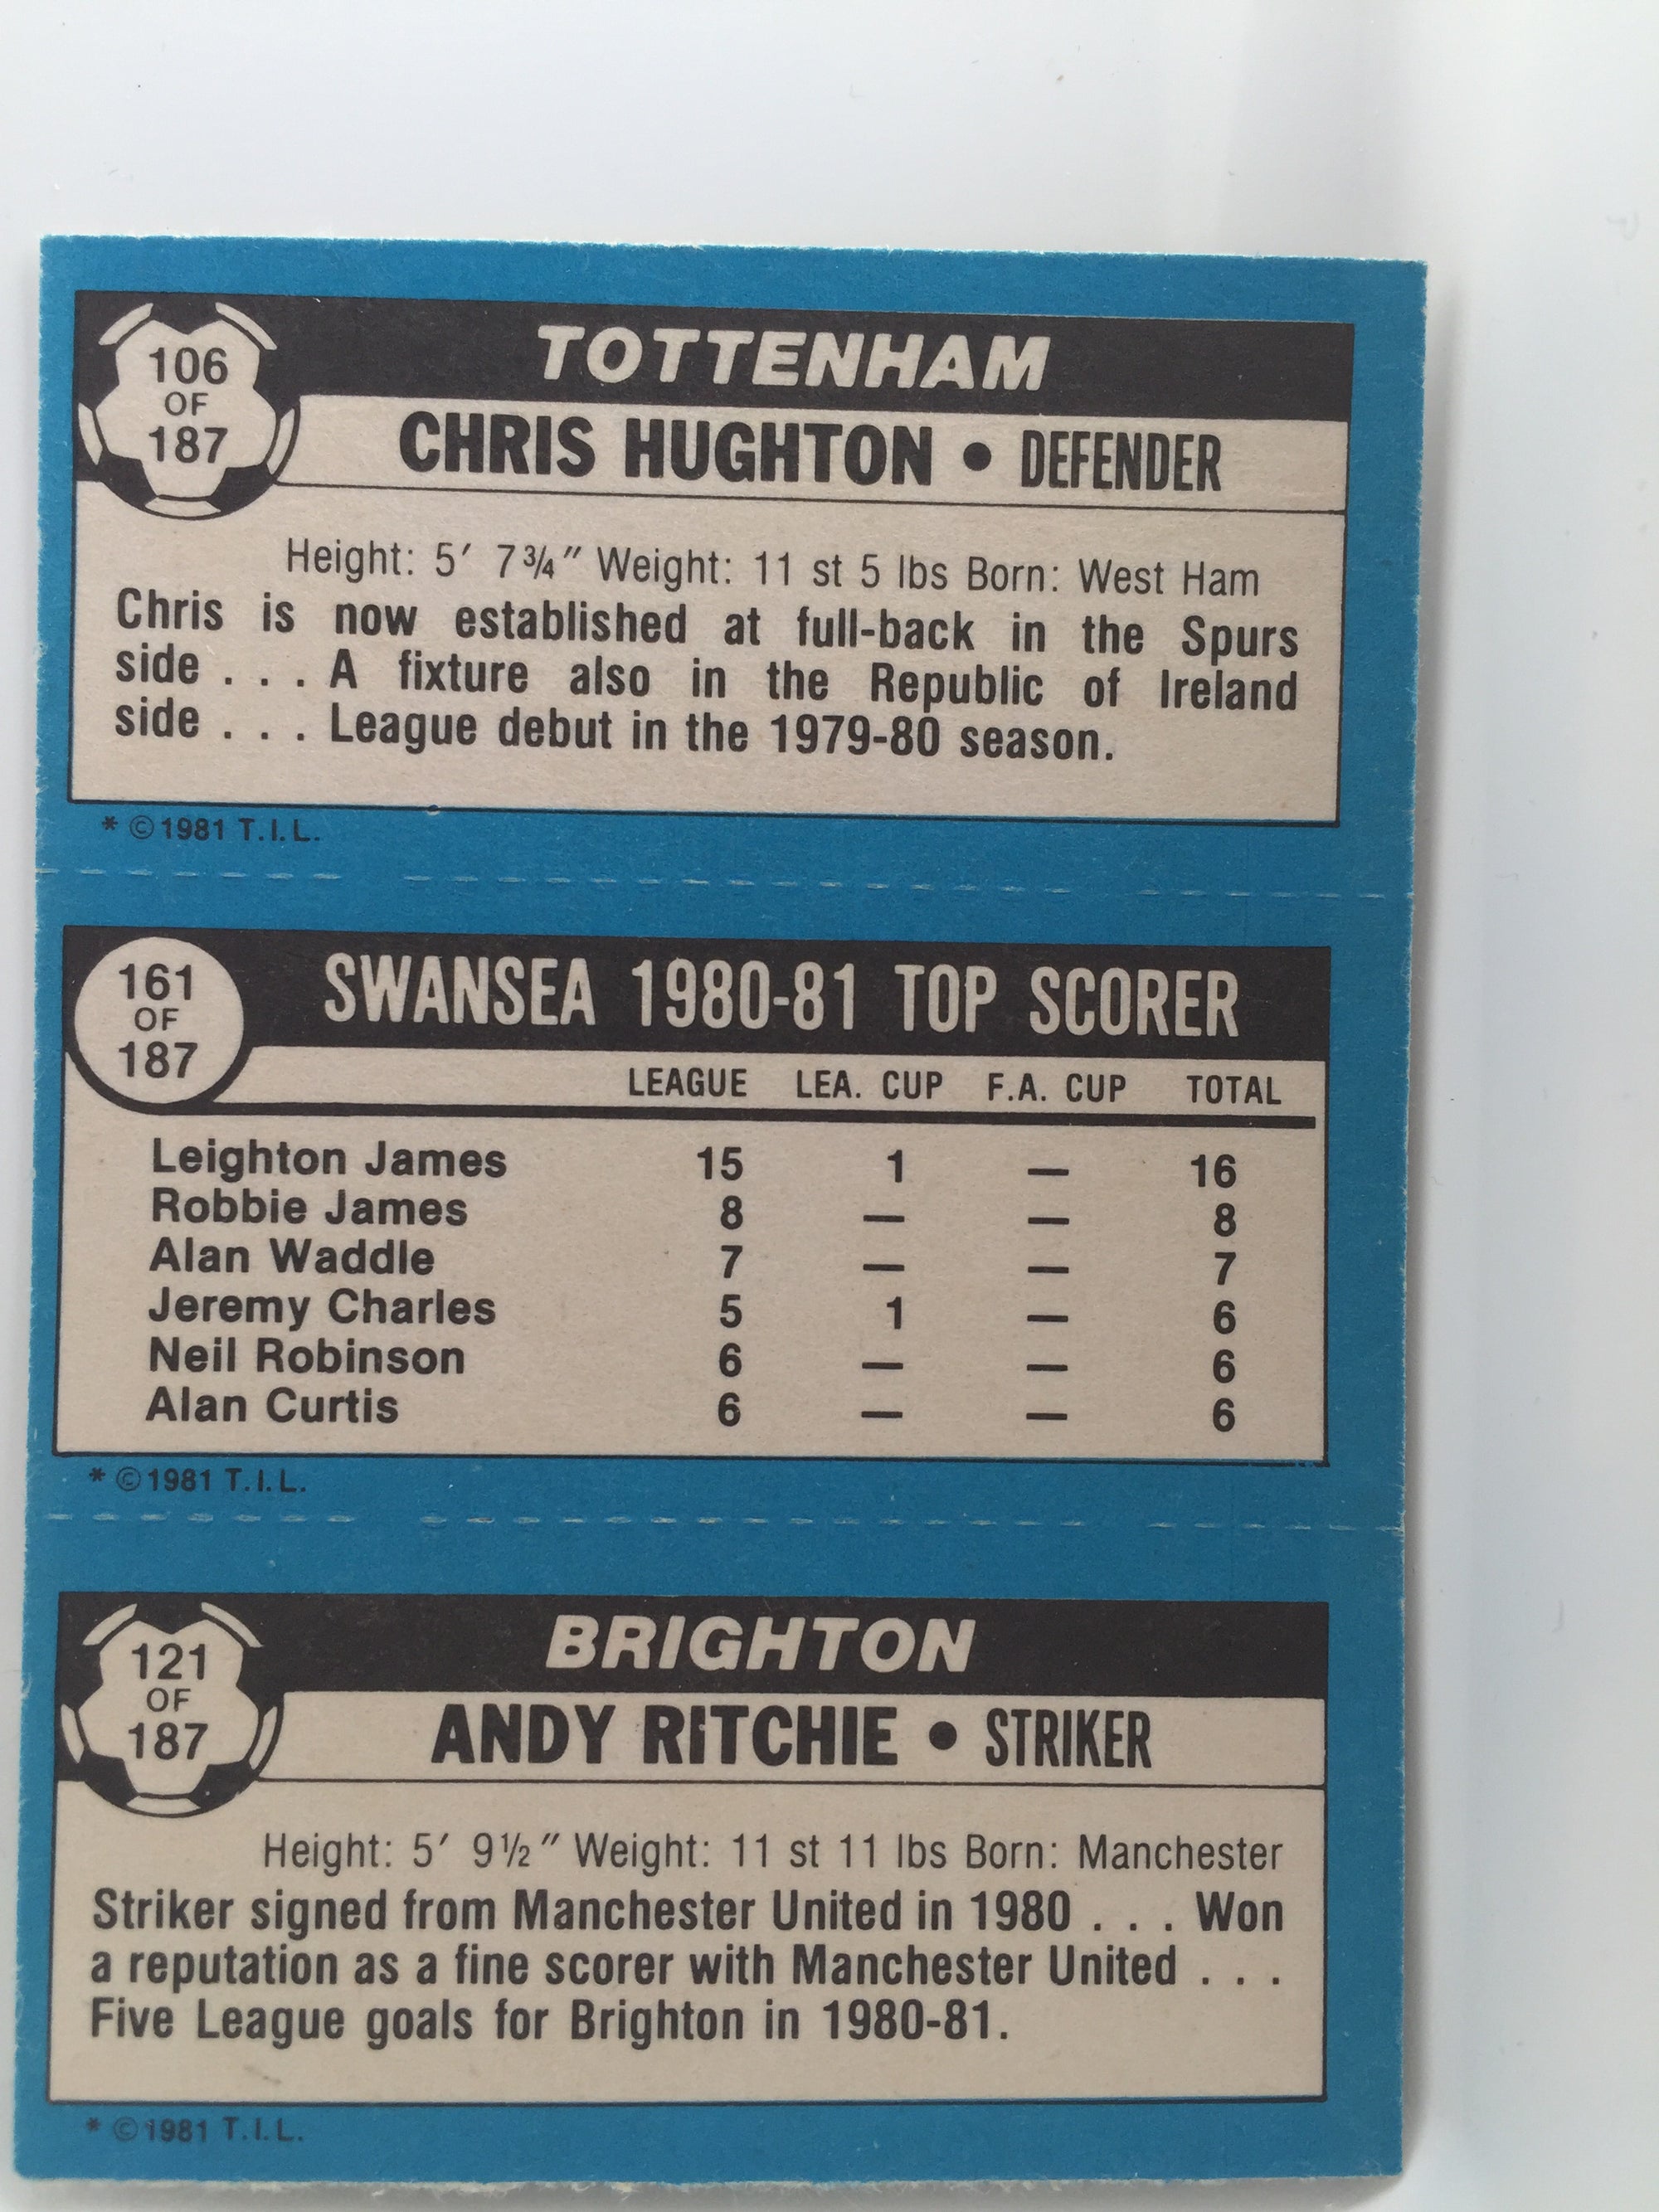 106
OF
187
TOTTENHAM
CHRIS HUGHTON • DEFENDER
Height: 5′ 7¾″ Weight: 11 st 5 lbs Born: West Ham
Chris is now established at full-back in the Spurs
side . . . A fixture also in the Republic of Ireland
side . . . League debut in the 1979-80 season.
* ©1981 T.I.L.
161
OF
187
SWANSEA 1980-81 TOP SCORER
LEAGUE LEA. CUP F.A. CUP TOTAL
Leighton James 15 1 — 16
Robbie James 8 — — 8
Alan Waddle 7 — — 7
Jeremy Charles 5 1 — 6
Neil Robinson 6 — — 6
Alan Curtis 6 — — 6
* ©1981 T.I.L.
121
OF
187
BRIGHTON
ANDY RITCHIE • STRIKER
Height: 5′ 9½″ Weight: 11 st 11 lbs Born: Manchester
Striker signed from Manchester United in 1980 . . . Won
a reputation as a fine scorer with Manchester United . . .
Five League goals for Brighton in 1980-81.
* ©1981 T.I.L.